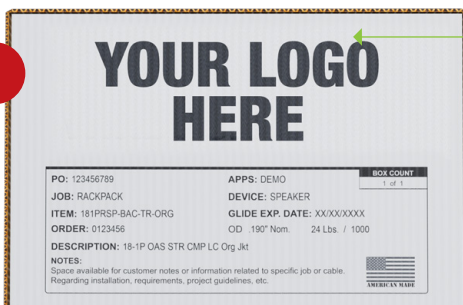 YOUR LOGO
HERE
BOX COUNT
1 of 1
PO: 123456789 APPS: DEMO
JOB: RACKPACK DEVICE: SPEAKER
ITEM: 181PRSP-BAC-TR-ORG GLIDE EXP. DATE: XX/XX/XXXX
ORDER: 0123456 OD .190" Nom. 24 Lbs. / 1000
DESCRIPTION: 18-1P OAS STR CMP LC Org Jkt
NOTES:
Space available for customer notes or information related to specific job or cable.
Regarding installation, requirements, project guidelines, etc.
AMERICAN MADE